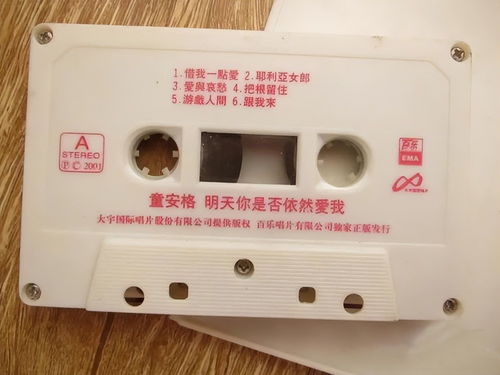 1.借我一點愛 2.耶利亞女郎
3.愛與哀愁 4.把根留住
5.游戲人間 6.跟我來
A
STEREO
Ⓟ Ⓒ 2001
百乐
EMA
童安格 明天你是否依然愛我
大宇国际唱片股份有限公司提供版权 百乐唱片有限公司独家正版发行